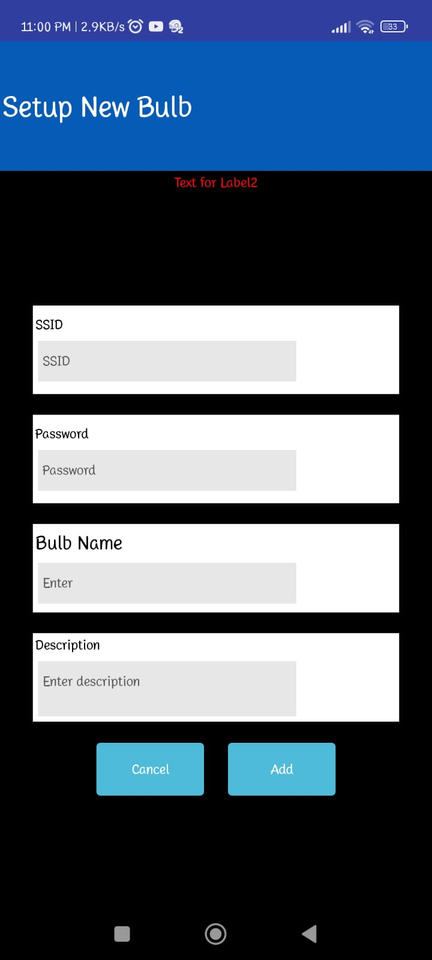 11:00 PM | 2.9KB/s
33
Setup New Bulb
Text for Label2
SSID
SSID
Password
Password
Bulb Name
Enter
Description
Enter description
Cancel
Add